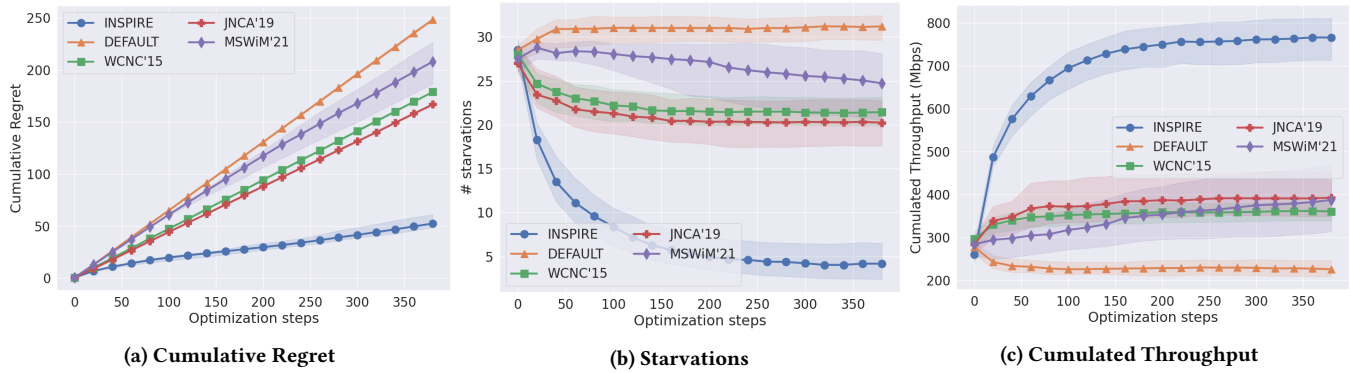 250
200
150
100
50
0
Cumulative Regret
INSPIRE
DEFAULT
WCNC'15
JNCA'19
MSWiM'21
0 50 100 150 200 250 300 350
Optimization steps
(a) Cumulative Regret
30
25
20
15
10
5
# starvations
INSPIRE
DEFAULT
WCNC'15
JNCA'19
MSWiM'21
0 50 100 150 200 250 300 350
Optimization steps
(b) Starvations
800
700
600
500
400
300
200
Cumulated Throughput (Mbps)
INSPIRE
DEFAULT
WCNC'15
JNCA'19
MSWiM'21
0 50 100 150 200 250 300 350
Optimization steps
(c) Cumulated Throughput